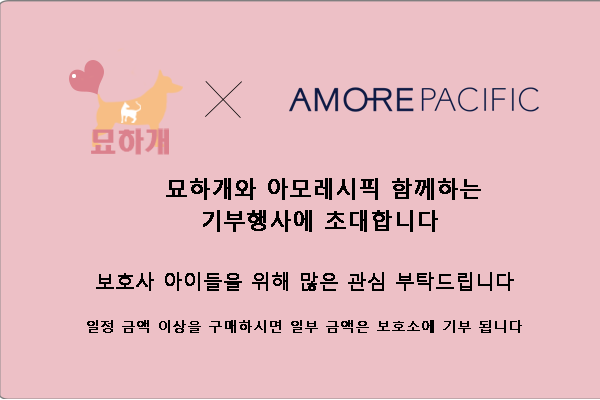 묘하개
AMOREPACIFIC
묘하개와 아모레시픽 함께하는
기부행사에 초대합니다
보호사 아이들을 위해 많은 관심 부탁드립니다
일정 금액 이상을 구매하시면 일부 금액은 보호소에 기부 됩니다